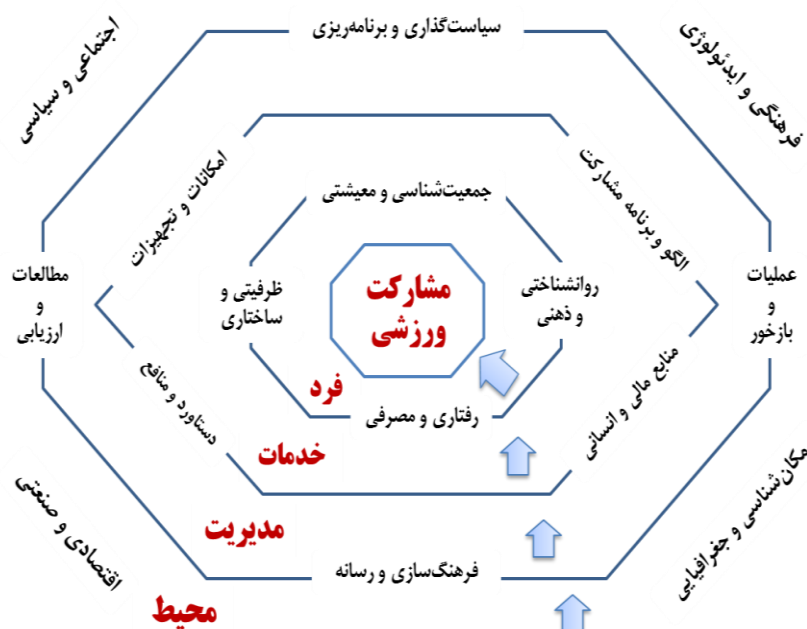 سیاست‌گذاری و برنامه‌ریزی
فرهنگی و ایدئولوژی
اجتماعی و سیاسی
الگو و برنامه مشارکت
امکانات و تجهیزات
جمعیت‌شناسی و معیشتی
عملیات
و
بازخور
روانشناختی
و ذهنی
مشارکت
ورزشی
ظرفیتی و
ساختاری
مطالعات
و
ارزیابی
فرد
رفتاری و مصرفی
منابع مالی و انسانی
دستاورد و منافع
خدمات
مکان‌شناسی و جغرافیایی
اقتصادی و صنعتی
مدیریت
فرهنگ‌سازی و رسانه
محیط